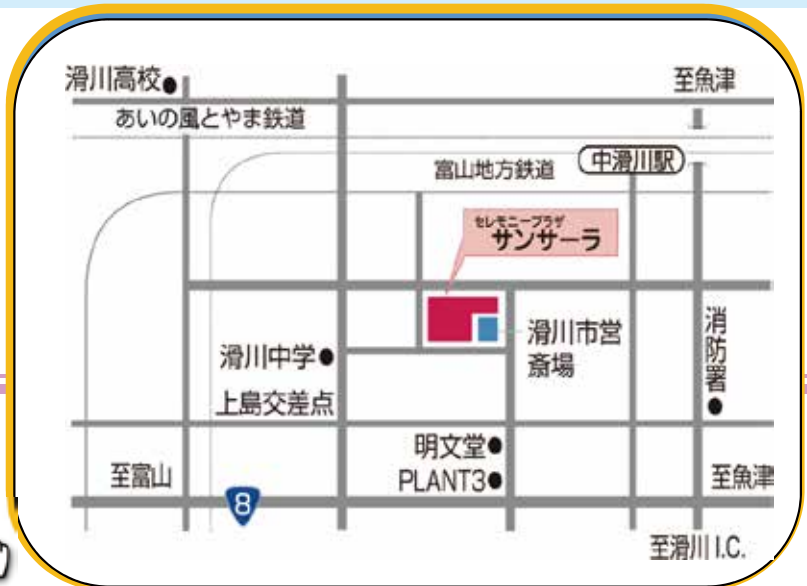 滑川高校
至魚津
あいの風とやま鉄道
富山地方鉄道
中滑川駅
セレモニープラザ
サンサーラ
滑川市営
斎場
消防署
滑川中学
上島交差点
明文堂
PLANT3
至富山
至魚津
8
至滑川 I.C.